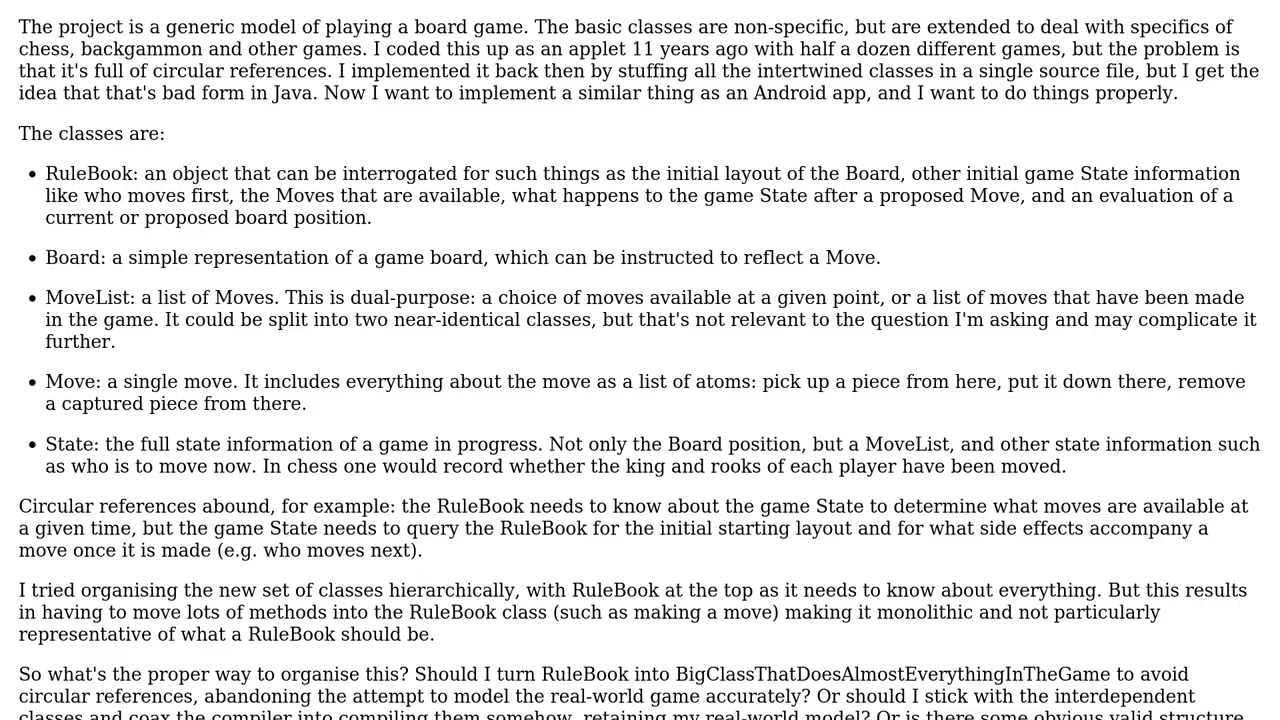 The project is a generic model of playing a board game. The basic classes are non-specific, but are extended to deal with specifics of
chess, backgammon and other games. I coded this up as an applet 11 years ago with half a dozen different games, but the problem is
that it's full of circular references. I implemented it back then by stuffing all the intertwined classes in a single source file, but I get the
idea that that's bad form in Java. Now I want to implement a similar thing as an Android app, and I want to do things properly.
The classes are:
• RuleBook: an object that can be interrogated for such things as the initial layout of the Board, other initial game State information
like who moves first, the Moves that are available, what happens to the game State after a proposed Move, and an evaluation of a
current or proposed board position.
• Board: a simple representation of a game board, which can be instructed to reflect a Move.
• MoveList: a list of Moves. This is dual-purpose: a choice of moves available at a given point, or a list of moves that have been made
in the game. It could be split into two near-identical classes, but that's not relevant to the question I'm asking and may complicate it
further.
• Move: a single move. It includes everything about the move as a list of atoms: pick up a piece from here, put it down there, remove
a captured piece from there.
• State: the full state information of a game in progress. Not only the Board position, but a MoveList, and other state information such
as who is to move now. In chess one would record whether the king and rooks of each player have been moved.
Circular references abound, for example: the RuleBook needs to know about the game State to determine what moves are available at
a given time, but the game State needs to query the RuleBook for the initial starting layout and for what side effects accompany a
move once it is made (e.g. who moves next).
I tried organising the new set of classes hierarchically, with RuleBook at the top as it needs to know about everything. But this results
in having to move lots of methods into the RuleBook class (such as making a move) making it monolithic and not particularly
representative of what a RuleBook should be.
So what's the proper way to organise this? Should I turn RuleBook into BigClassThatDoesAlmostEverythingInTheGame to avoid
circular references, abandoning the attempt to model the real-world game accurately? Or should I stick with the interdependent
classes and coax the compiler into compiling them somehow, retaining my real-world model? Or is there some obvious valid structure